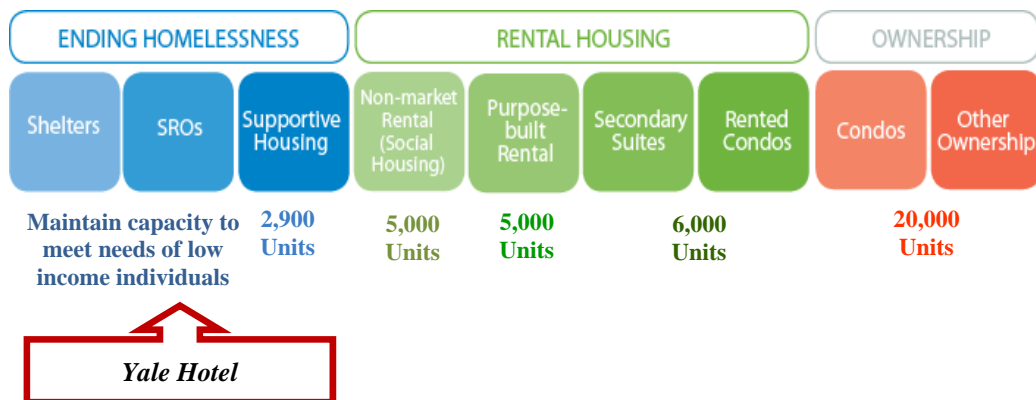 ENDING HOMELESSNESS
RENTAL HOUSING
OWNERSHIP
Shelters
SROs
Supportive
Housing
Non-market
Rental
(Social
Housing)
Purpose-
built
Rental
Secondary
Suites
Rented
Condos
Condos
Other
Ownership
Maintain capacity to
meet needs of low
income individuals
2,900
Units
5,000
Units
5,000
Units
6,000
Units
20,000
Units
Yale Hotel